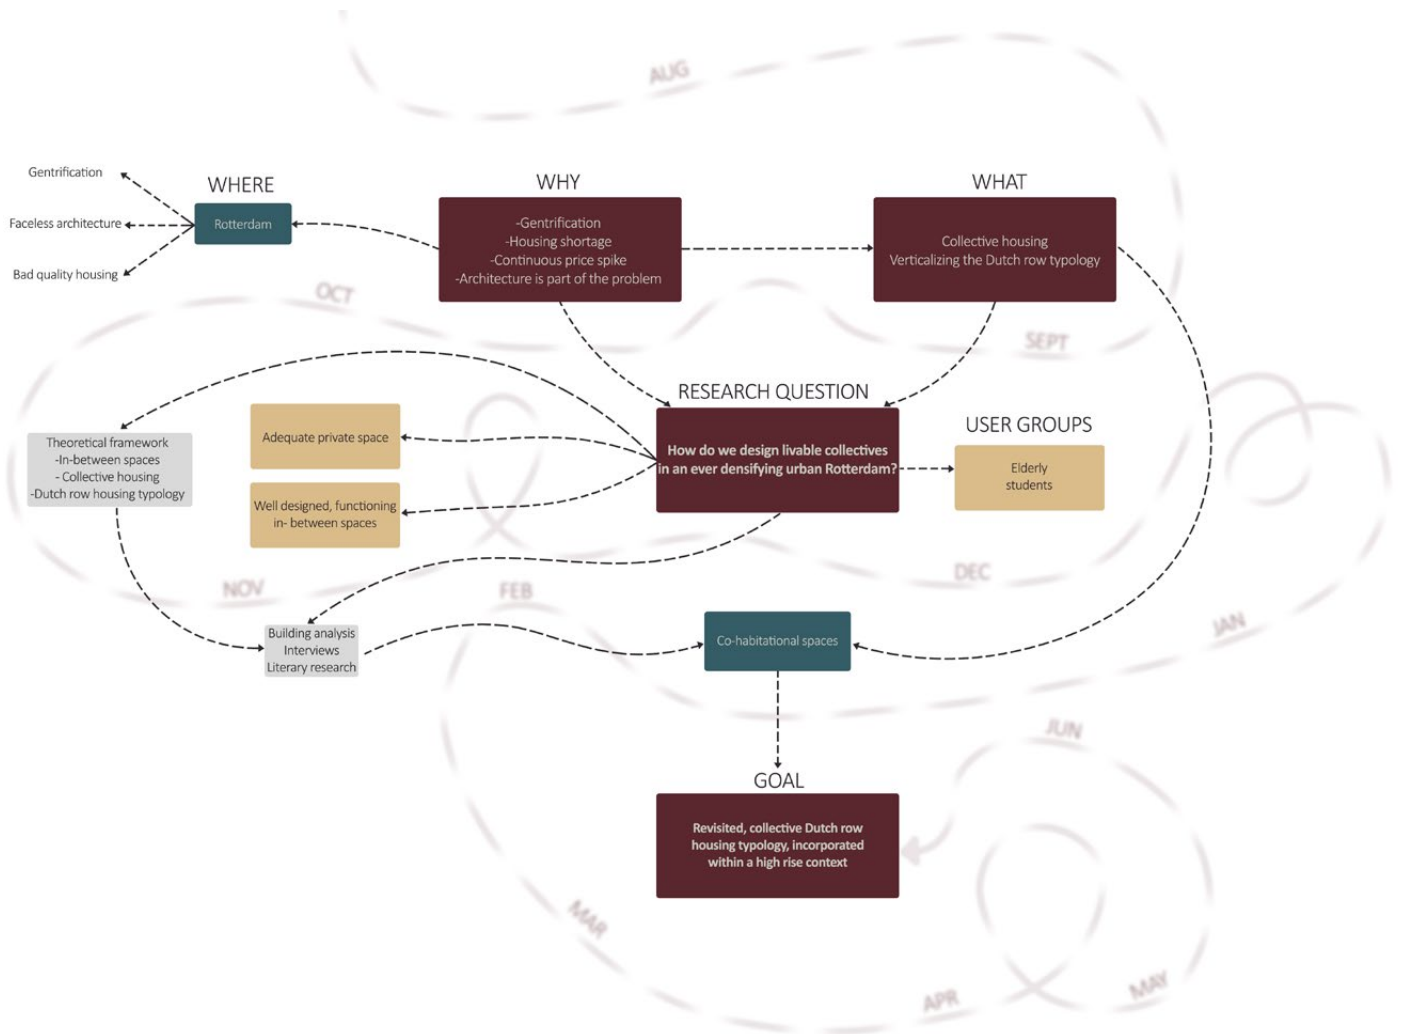 AUG
WHERE
WHY
WHAT
Gentrification
Faceless architecture
Bad quality housing
Rotterdam
-Gentrification
-Housing shortage
-Continuous price spike
-Architecture is part of the problem
Collective housing
Verticalizing the Dutch row typology
OCT
SEPT
RESEARCH QUESTION
How do we design livable collectives
in an ever densifying urban Rotterdam?
USER GROUPS
Elderly
students
Adequate private space
Well designed, functioning
in- between spaces
Theoretical framework
-In-between spaces
- Collective housing
-Dutch row housing typology
NOV
FEB
DEC
JAN
Building analysis
Interviews
Literary research
Co-habitational spaces
JUN
GOAL
Revisited, collective Dutch row
housing typology, incorporated
within a high rise context
MAR
APR
MAY